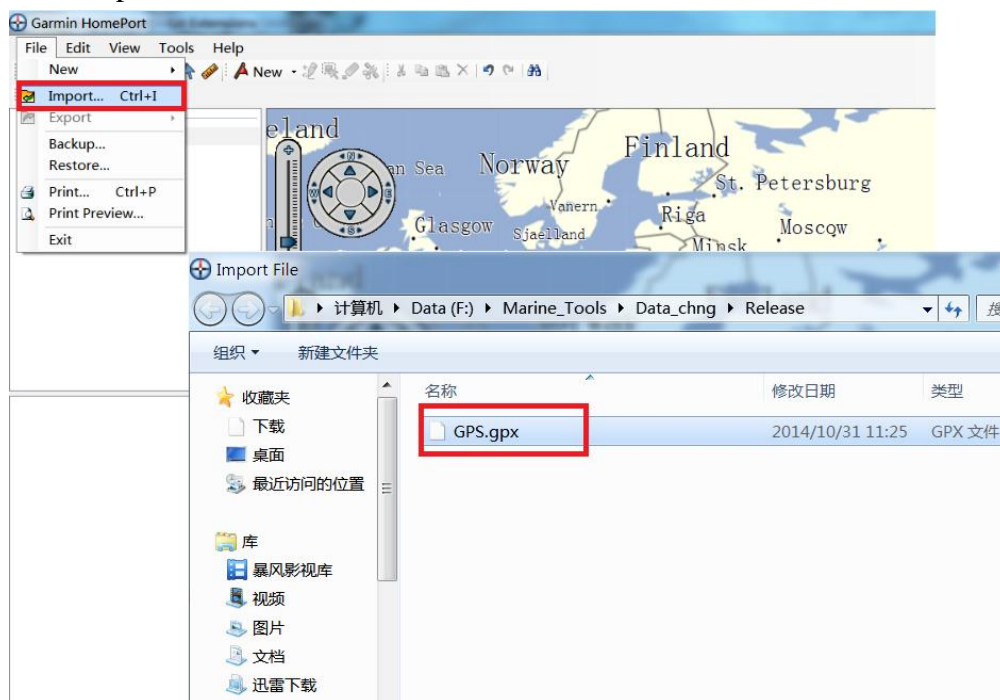 Garmin HomePort
File Edit View Tools Help
New
New
Import... Ctrl+I
Export
Backup...
Restore...
Print... Ctrl+P
Print Preview...
Exit
eland
an Sea
Norway
Finland
St. Petersburg
Vanern
Riga
Glasgow
Sjaelland
Moscow
Minsk
Import File
计算机 Data (F:) Marine_Tools Data_chng Release
组织 新建文件夹
收藏夹
名称 修改日期 类型
下载
GPS.gpx 2014/10/31 11:25 GPX 文件
桌面
最近访问的位置
库
暴风影视库
视频
图片
文档
迅雷下载